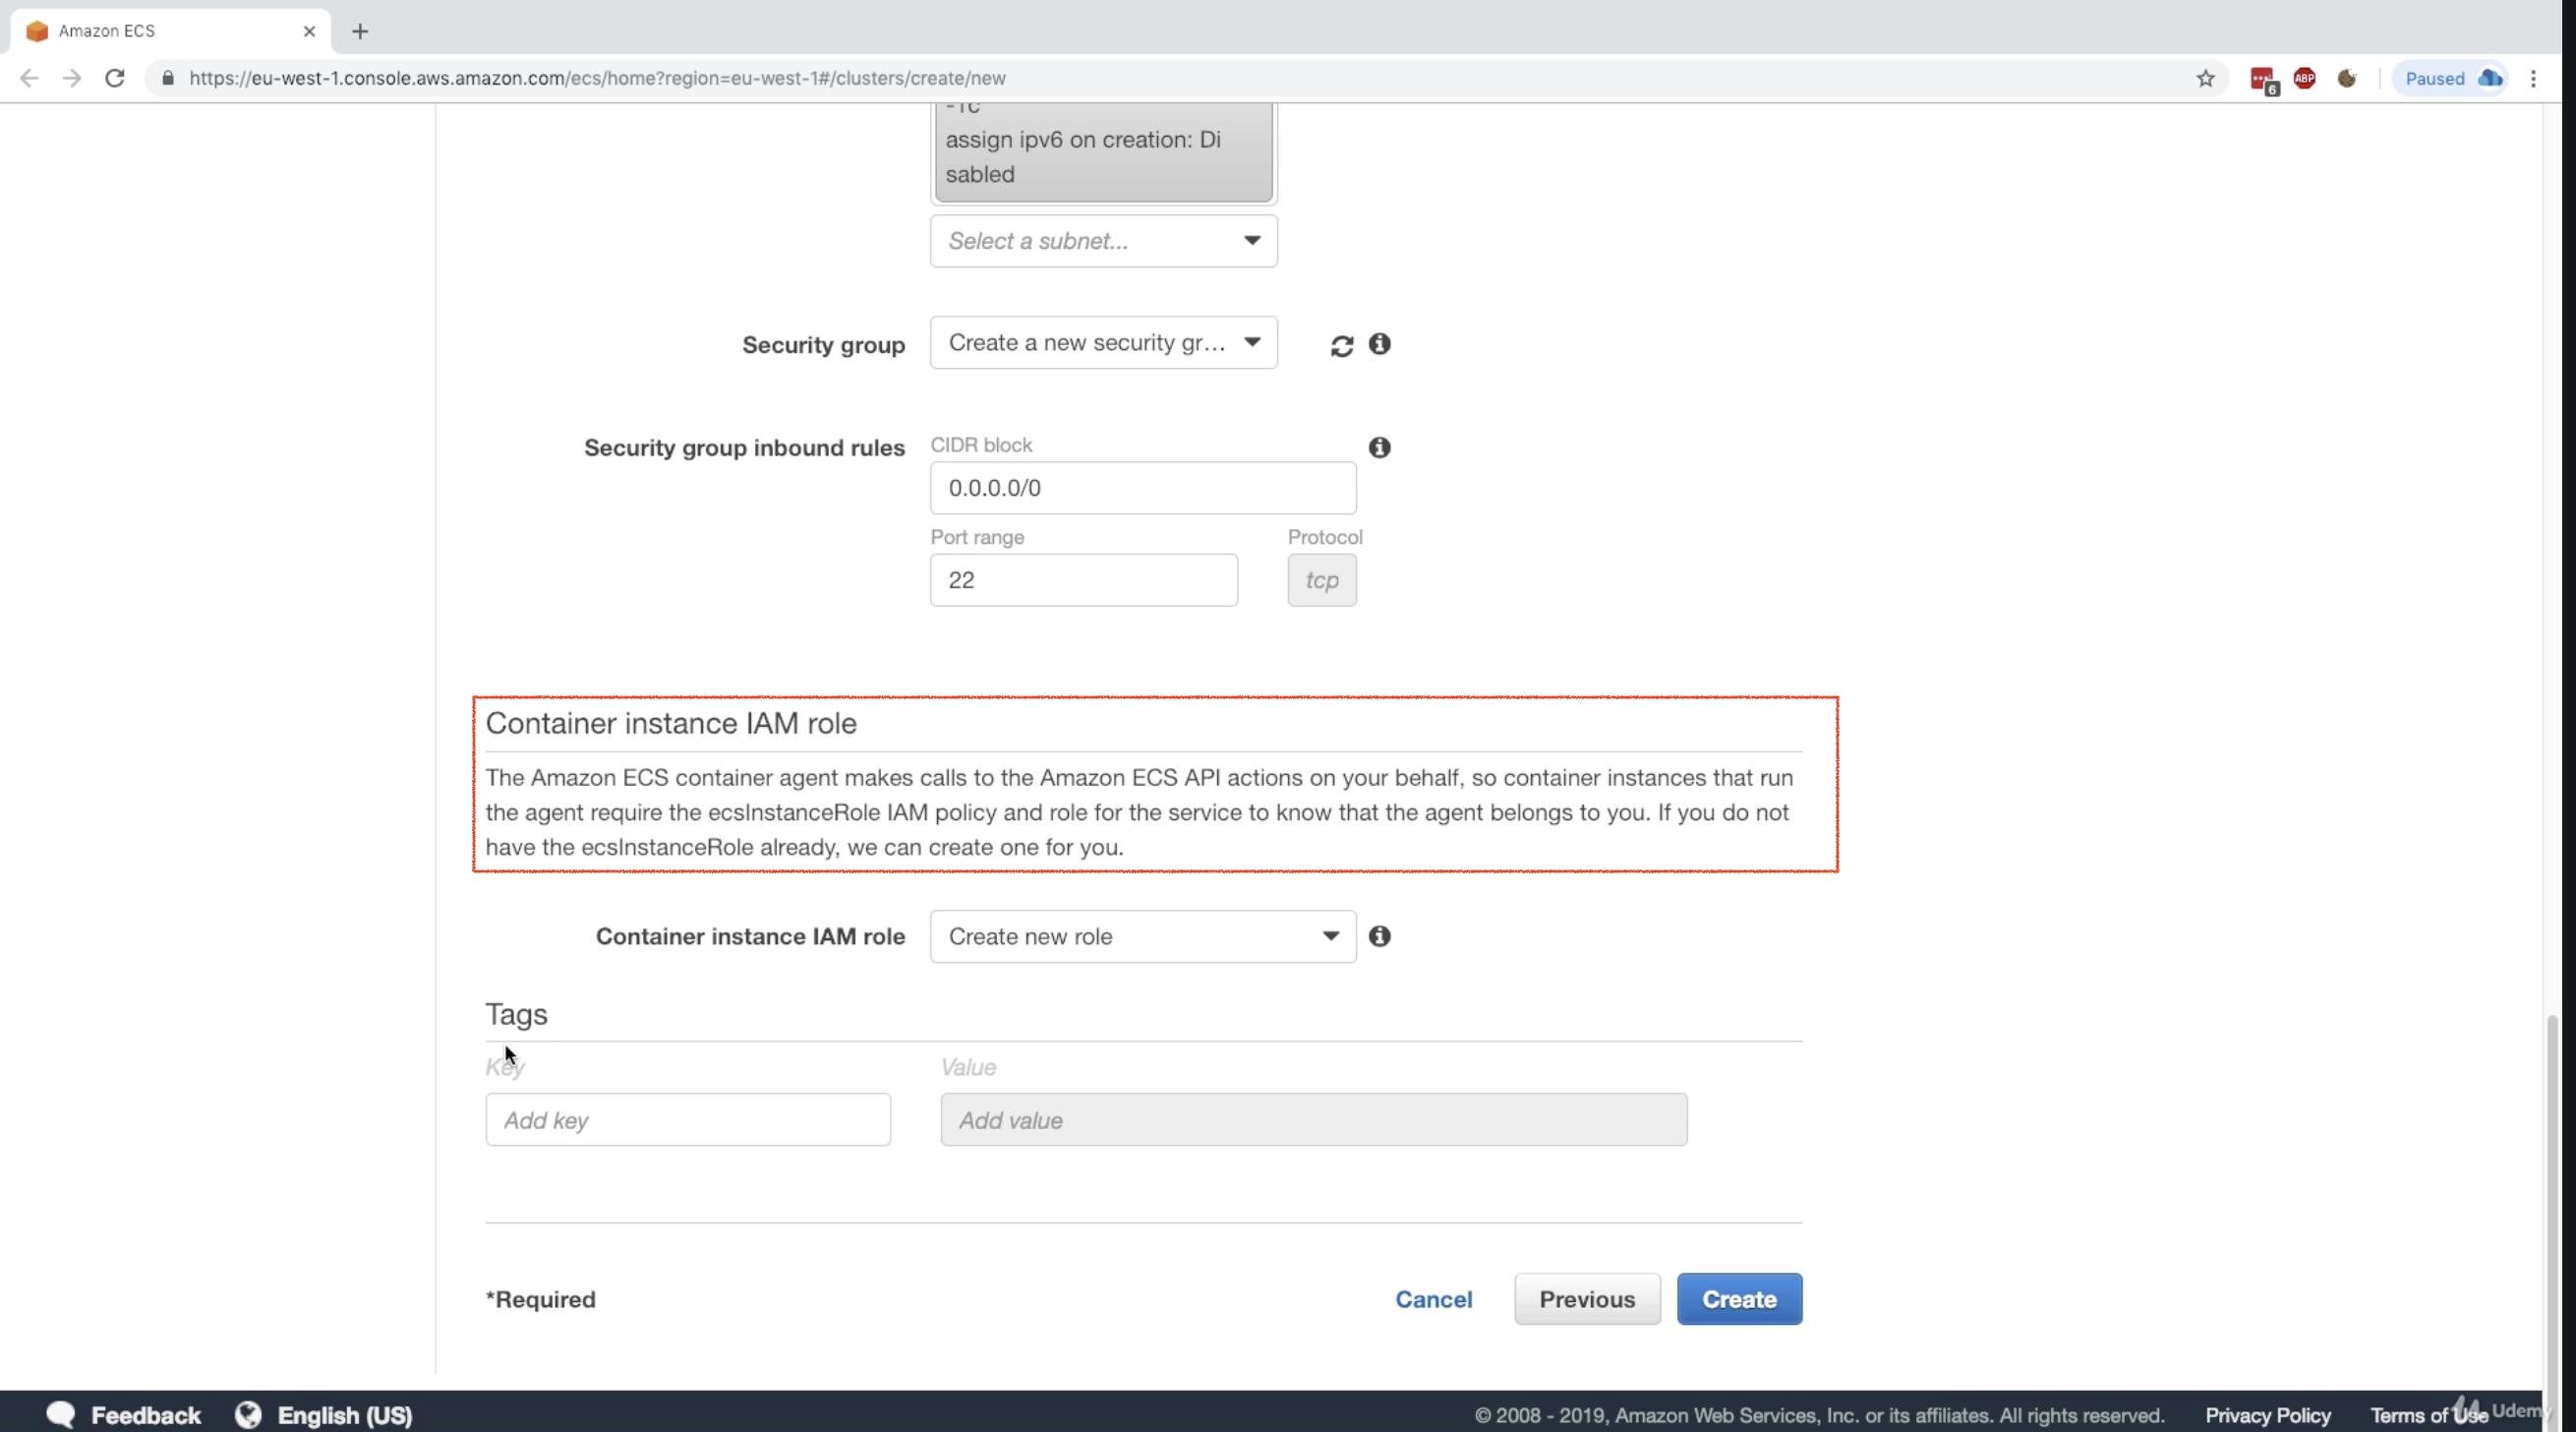 Amazon ECS
https://eu-west-1.console.aws.amazon.com/ecs/home?region=eu-west-1#/clusters/create/new
6
ABP
Paused
-1c
assign ipv6 on creation: Di
sabled
Select a subnet...
Security group
Create a new security gr...
Security group inbound rules
CIDR block
0.0.0.0/0
Port range
Protocol
22
tcp
Container instance IAM role
The Amazon ECS container agent makes calls to the Amazon ECS API actions on your behalf, so container instances that run
the agent require the ecsInstanceRole IAM policy and role for the service to know that the agent belongs to you. If you do not
have the ecsInstanceRole already, we can create one for you.
Container instance IAM role
Create new role
Tags
Key
Value
Add key
Add value
*Required
Cancel
Previous
Create
Feedback
English (US)
© 2008 - 2019, Amazon Web Services, Inc. or its affiliates. All rights reserved.
Privacy Policy
Terms of Use
Udemy